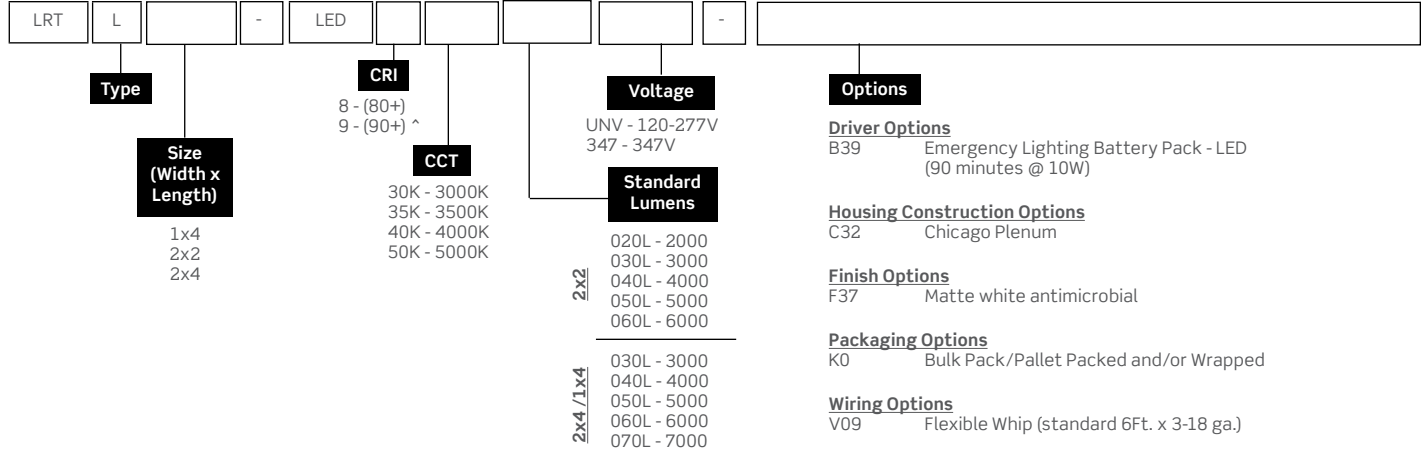 LRT L - LED -
Type
Size
(Width x
Length)
1x4
2x2
2x4
CRI
8 - (80+)
9 - (90+) ^
CCT
30K - 3000K
35K - 3500K
40K - 4000K
50K - 5000K
Voltage
UNV - 120-277V
347 - 347V
Standard
Lumens
2x2
020L - 2000
030L - 3000
040L - 4000
050L - 5000
060L - 6000
2x4 /1x4
030L - 3000
040L - 4000
050L - 5000
060L - 6000
070L - 7000
Options
Driver Options
B39 Emergency Lighting Battery Pack - LED
(90 minutes @ 10W)
Housing Construction Options
C32 Chicago Plenum
Finish Options
F37 Matte white antimicrobial
Packaging Options
K0 Bulk Pack/Pallet Packed and/or Wrapped
Wiring Options
V09 Flexible Whip (standard 6Ft. x 3-18 ga.)